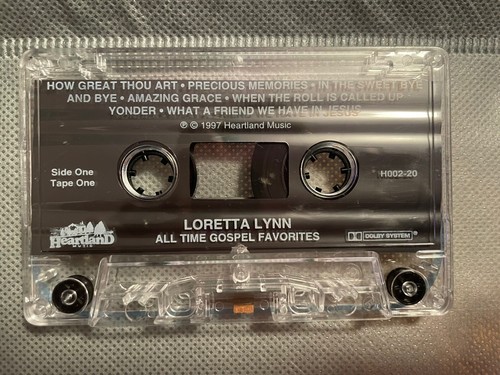 HOW GREAT THOU ART • PRECIOUS MEMORIES • IN THE SWEET BYE
AND BYE • AMAZING GRACE • WHEN THE ROLL IS CALLED UP
YONDER • WHAT A FRIEND WE HAVE IN JESUS
℗ © 1997 Heartland Music
Side One
Tape One
H002-20
Heartland
MUSIC
LORETTA LYNN
ALL TIME GOSPEL FAVORITES
DOLBY SYSTEM®